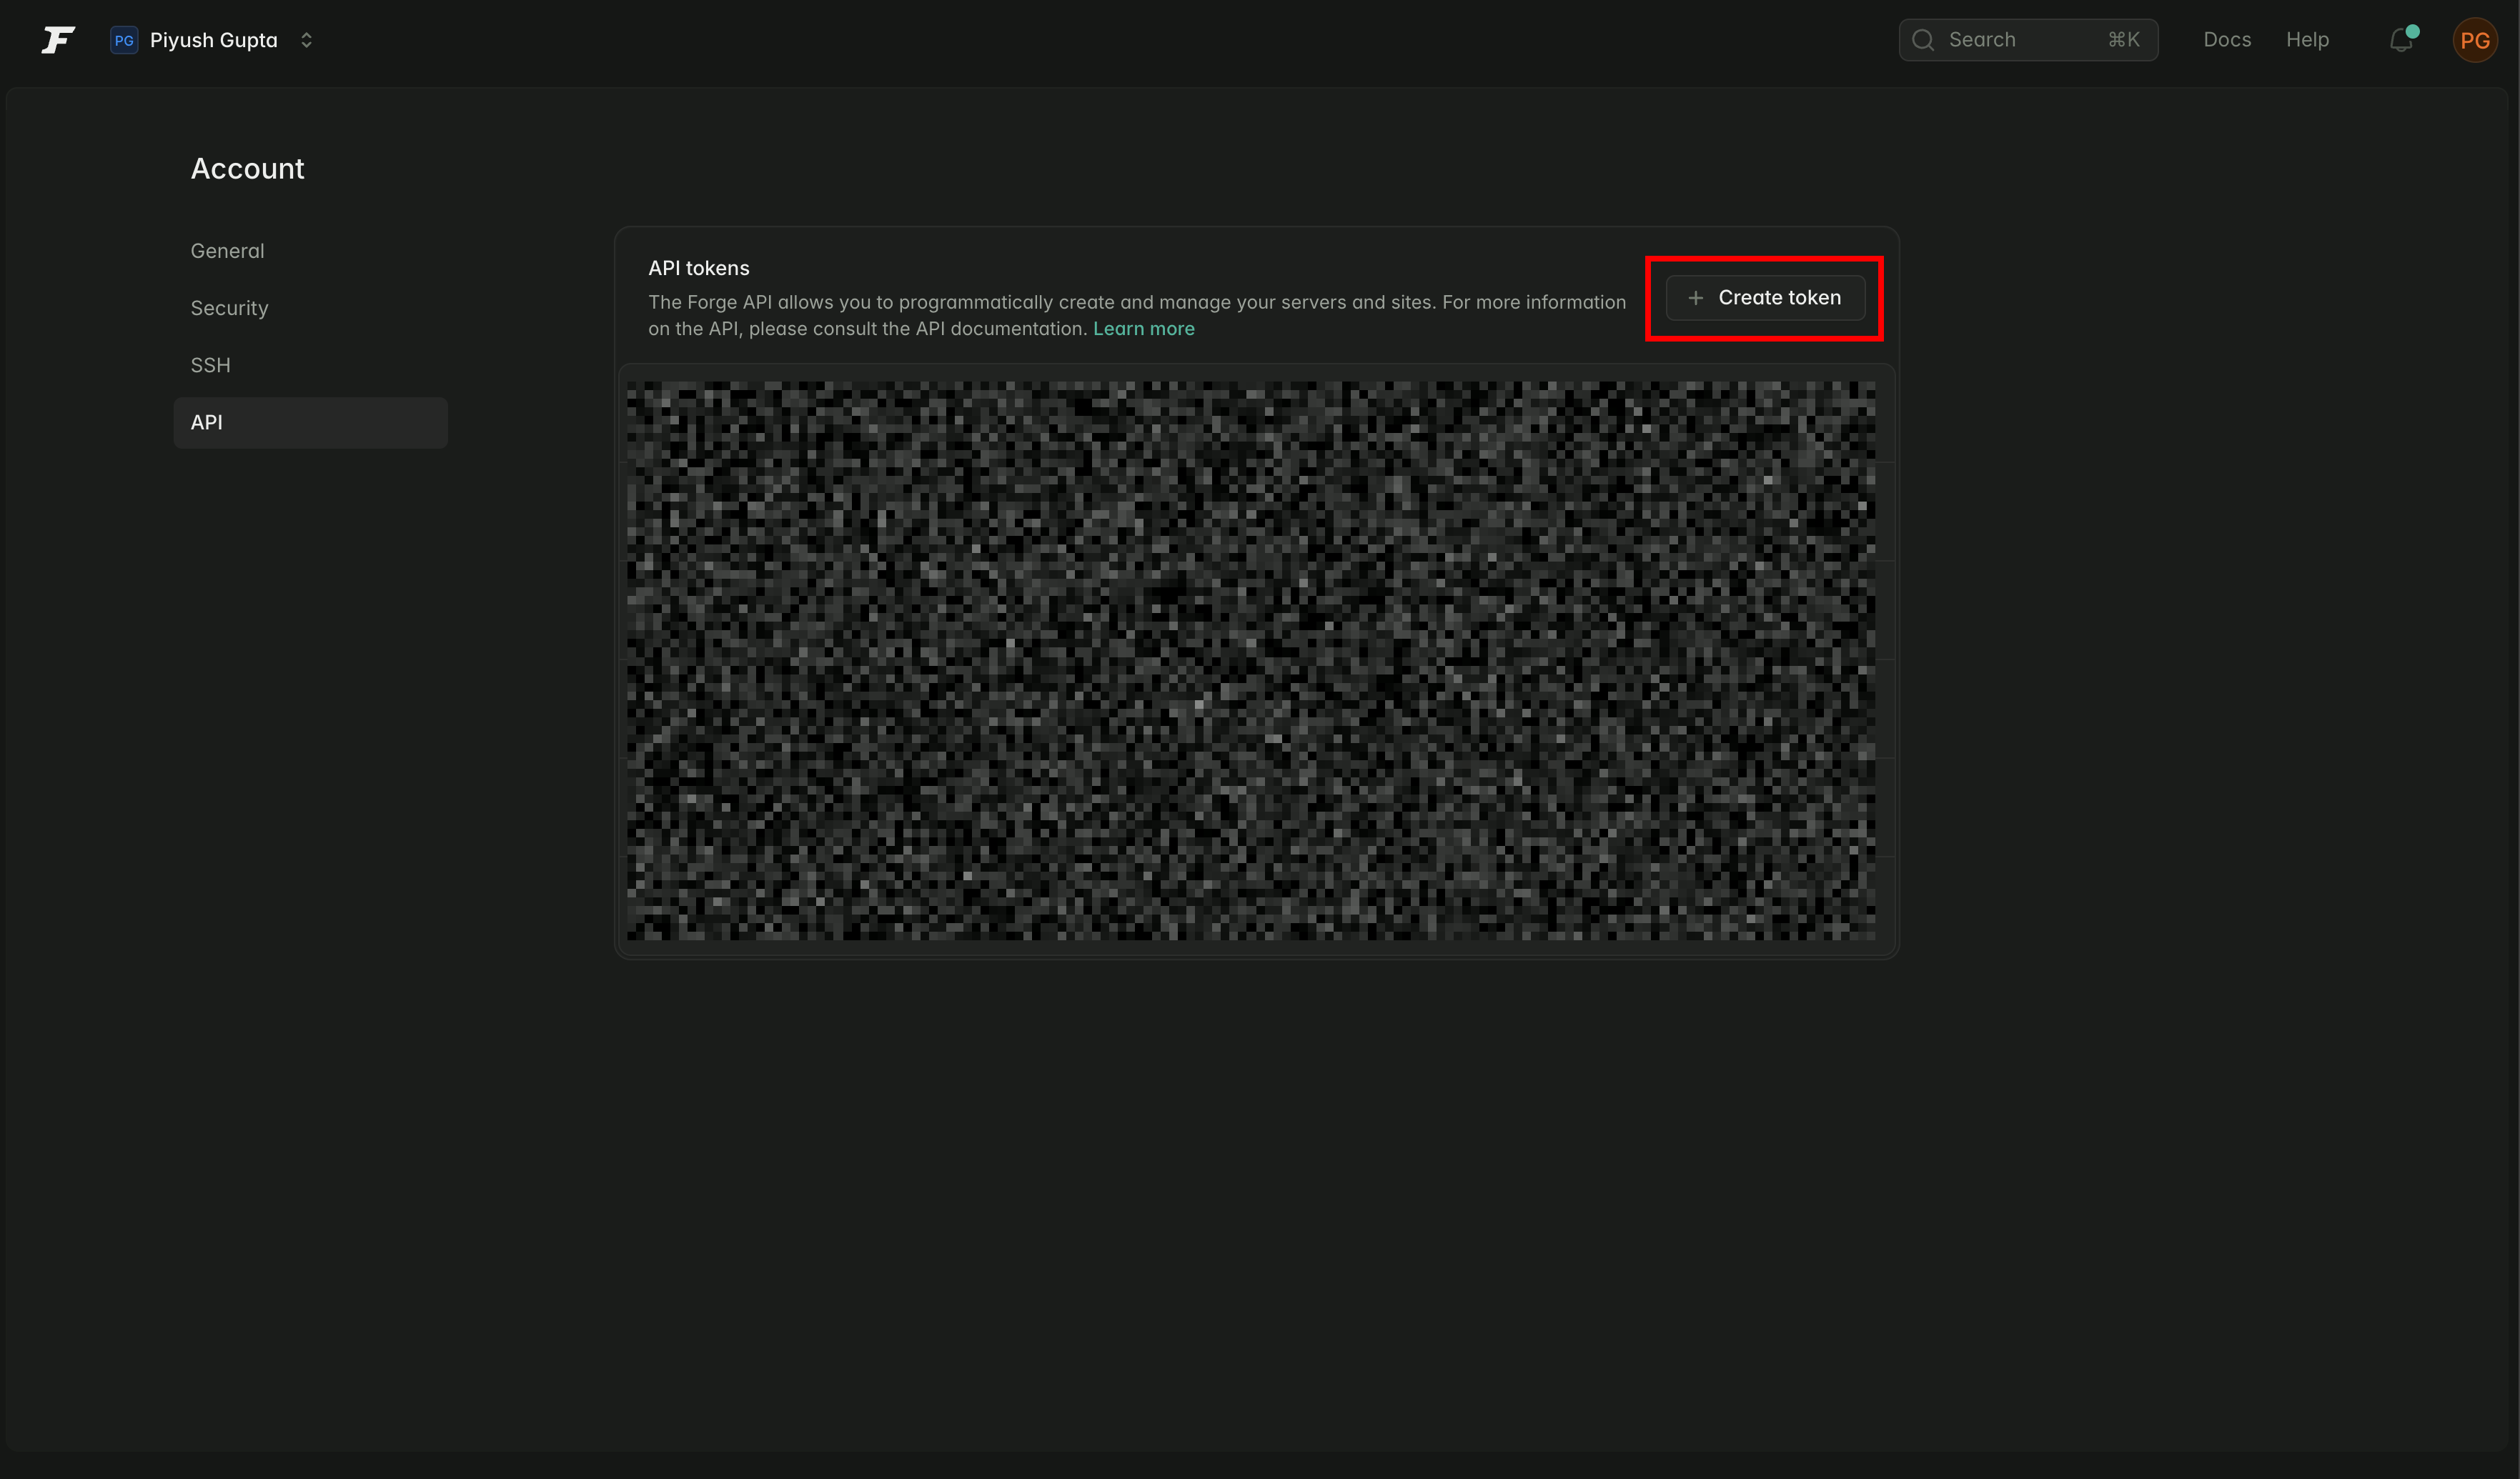 PG Piyush Gupta
Search ⌘K
Docs
Help
PG
Account
General
Security
SSH
API
API tokens
The Forge API allows you to programmatically create and manage your servers and sites. For more information
on the API, please consult the API documentation. Learn more
+ Create token